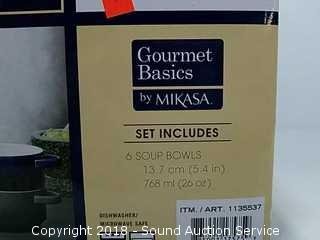 Gourmet
Basics
by MIKASA
SET INCLUDES
6 SOUP BOWLS
13.7 cm (5.4 in)
768 ml (26 oz)
ITM. / ART. 1135537
DISHWASHER/
MICROWAVE SAFE
Copyright 2018 - Sound Auction Service